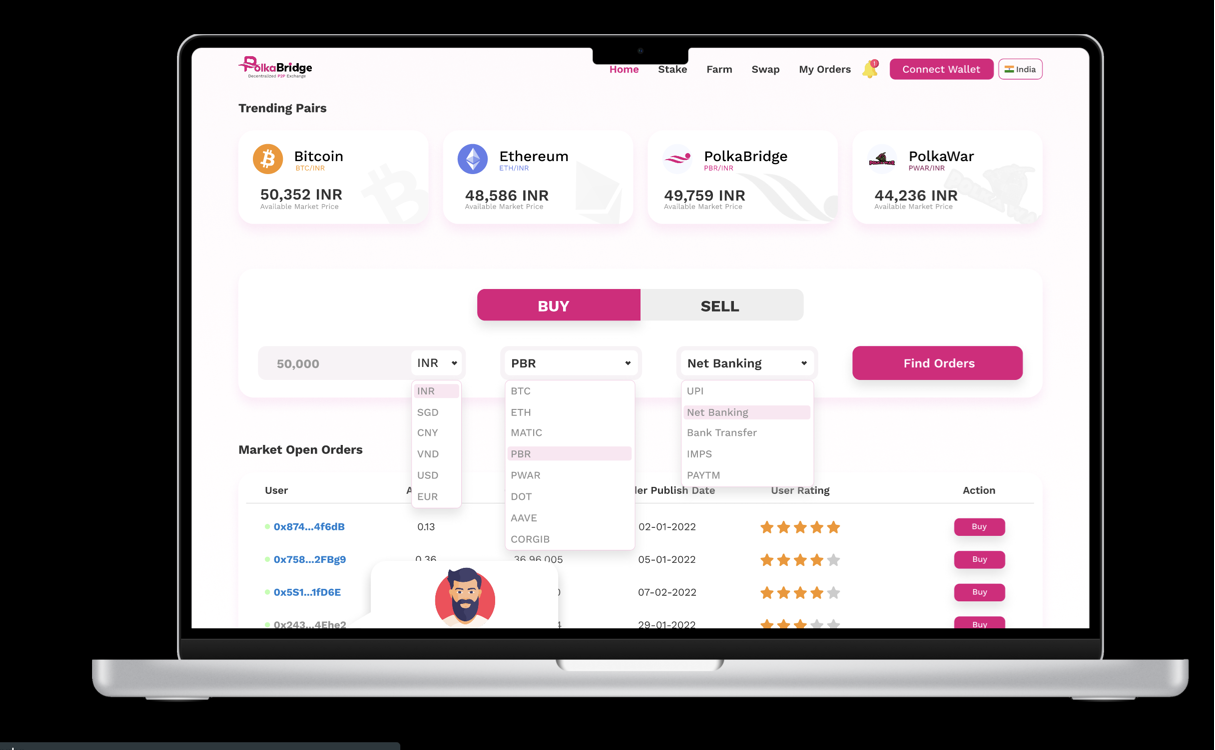 PolkaBridge
Decentralized P2P Exchange
Home Stake Farm Swap My Orders Connect Wallet India
Trending Pairs
Bitcoin
BTC/INR
50,352 INR
Available Market Price
Ethereum
ETH/INR
48,586 INR
Available Market Price
PolkaBridge
PBR/INR
49,759 INR
Available Market Price
PolkaWar
PWAR/INR
44,236 INR
Available Market Price
BUY SELL
50,000 INR PBR Net Banking Find Orders
INR
SGD
CNY
VND
USD
EUR
BTC
ETH
MATIC
PBR
PWAR
DOT
AAVE
CORGIB
UPI
Net Banking
Bank Transfer
IMPS
PAYTM
Market Open Orders
User Publish Date User Rating Action
0x874...4f6dB 0.13 02-01-2022 Buy
0x758...2FBg9 0.36 36,96,005 05-01-2022 Buy
0x5S1...1fD6E 07-02-2022 Buy
0x243...4Ehe2 29-01-2022 Buy